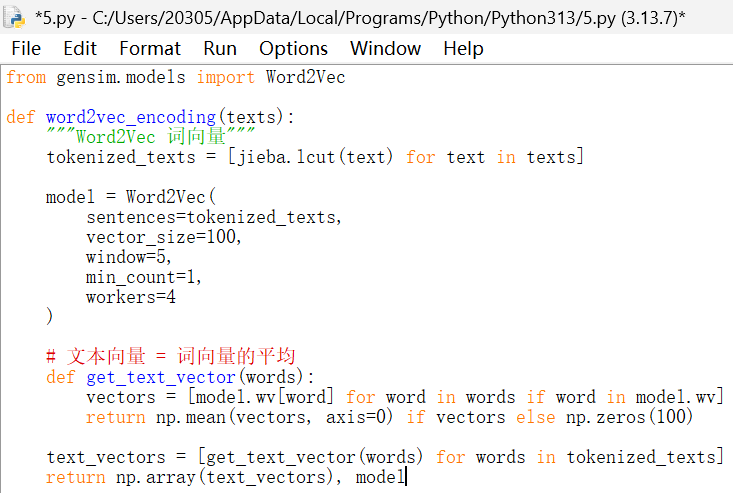 *5.py - C:/Users/20305/AppData/Local/Programs/Python/Python313/5.py (3.13.7)*
File Edit Format Run Options Window Help
from gensim.models import Word2Vec

def word2vec_encoding(texts):
    """Word2Vec 词向量"""
    tokenized_texts = [jieba.lcut(text) for text in texts]

    model = Word2Vec(
        sentences=tokenized_texts,
        vector_size=100,
        window=5,
        min_count=1,
        workers=4
    )

    # 文本向量 = 词向量的平均
    def get_text_vector(words):
        vectors = [model.wv[word] for word in words if word in model.wv]
        return np.mean(vectors, axis=0) if vectors else np.zeros(100)

    text_vectors = [get_text_vector(words) for words in tokenized_texts]
    return np.array(text_vectors), model